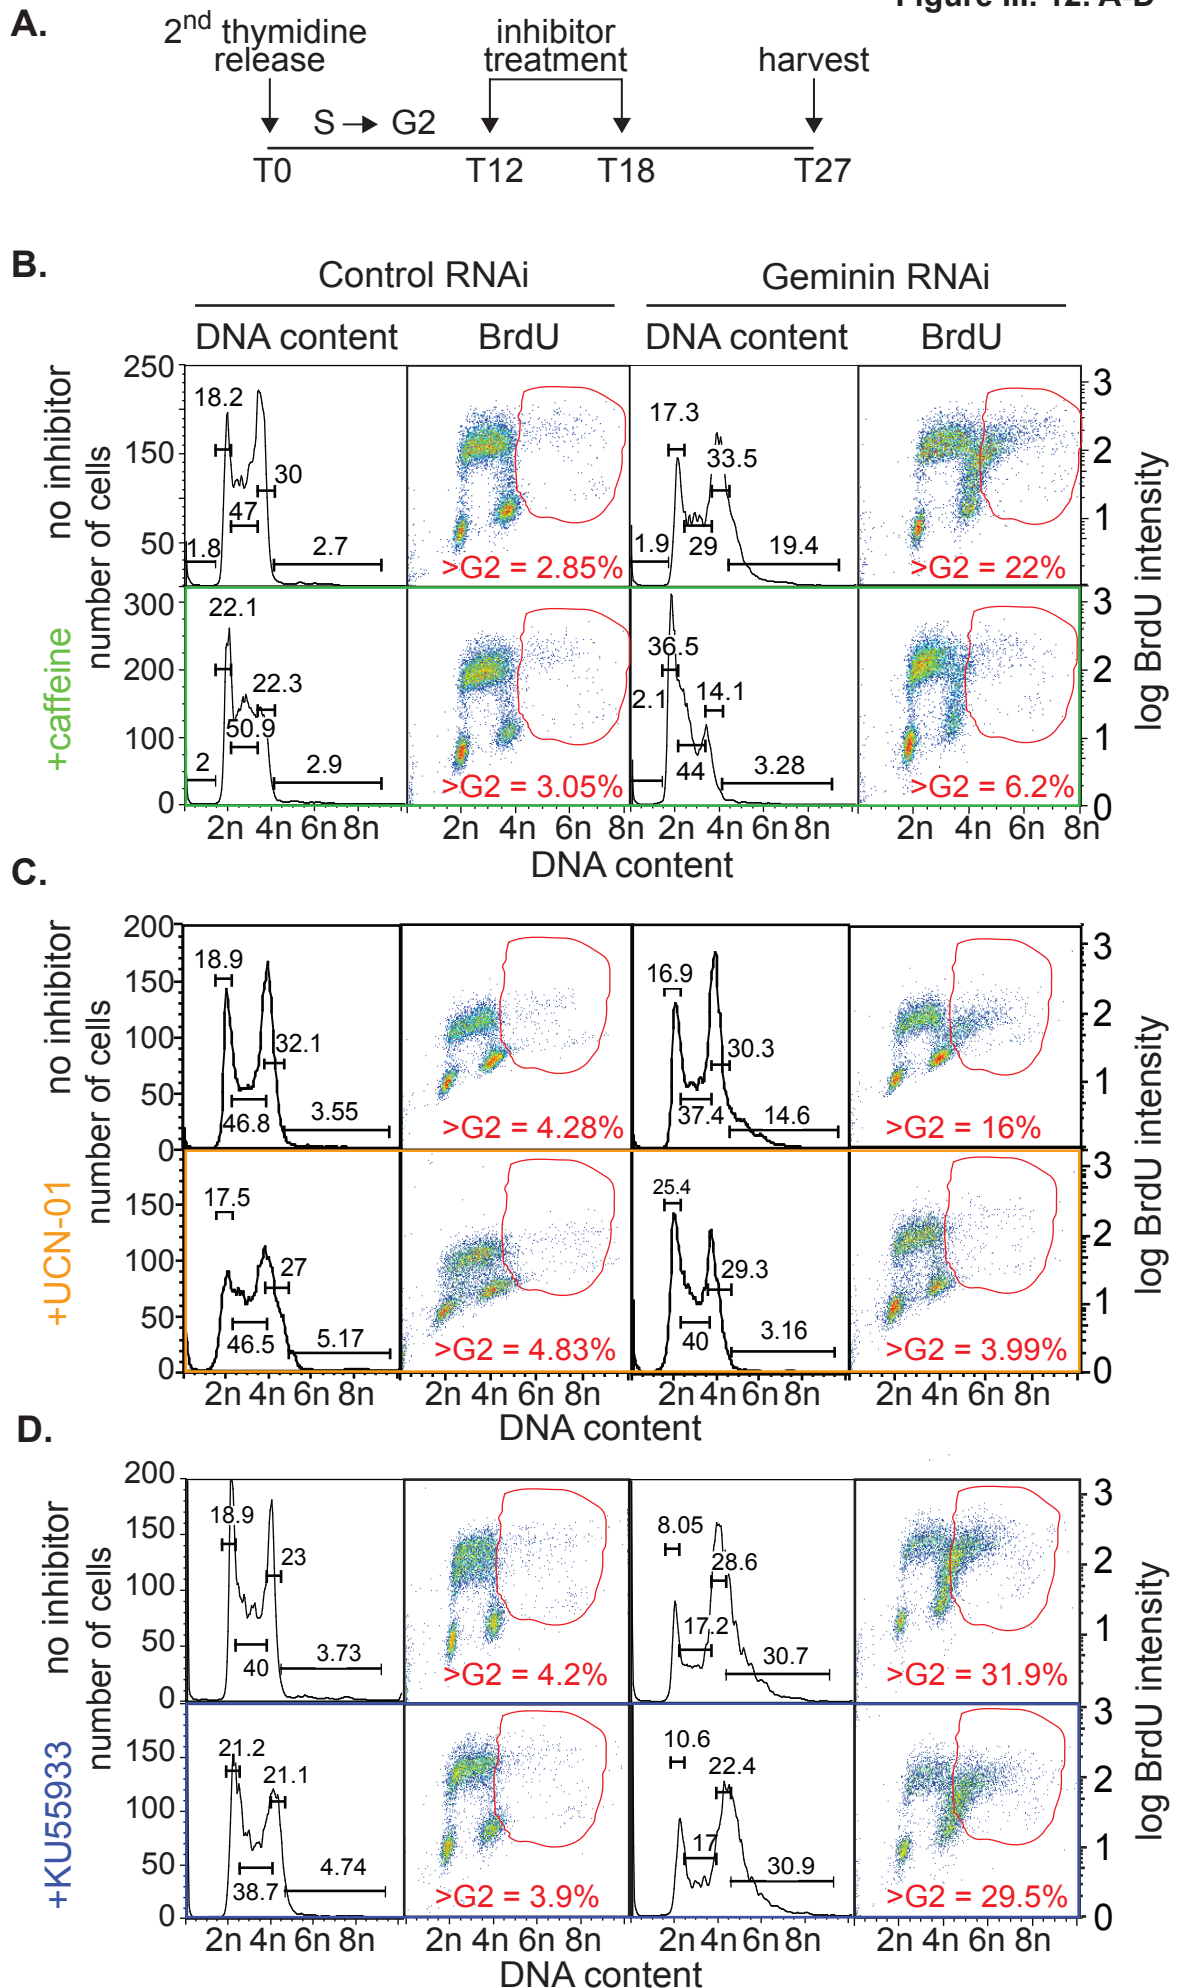 Figure III. 12. A-D
A.
2nd thymidine release
inhibitor treatment
harvest
S → G2
T0 T12 T18 T27
B.
Control RNAi
Geminin RNAi
DNA content BrdU DNA content BrdU
no inhibitor
number of cells
250
150
50
18.2
30
47
1.8
2.7
>G2 = 2.85%
17.3
33.5
1.9
29
19.4
>G2 = 22%
3
2
1
log BrdU intensity
+caffeine
300
200
100
0
22.1
22.3
50.9
2
2.9
>G2 = 3.05%
36.5
2.1
14.1
44
3.28
>G2 = 6.2%
3
2
1
0
2n 4n 6n 8n 2n 4n 6n 8n 2n 4n 6n 8n 2n 4n 6n 8n
DNA content
C.
no inhibitor
number of cells
200
150
100
50
0
18.9
32.1
46.8
3.55
>G2 = 4.28%
16.9
30.3
37.4
14.6
>G2 = 16%
3
2
1
log BrdU intensity
+UCN-01
150
100
50
0
17.5
27
46.5
5.17
>G2 = 4.83%
25.4
29.3
40
3.16
>G2 = 3.99%
3
2
1
0
2n 4n 6n 8n 2n 4n 6n 8n 2n 4n 6n 8n 2n 4n 6n 8n
DNA content
D.
no inhibitor
number of cells
200
150
100
50
0
18.9
23
40
3.73
>G2 = 4.2%
8.05
28.6
17.2
30.7
>G2 = 31.9%
3
2
1
log BrdU intensity
+KU55933
150
100
50
0
21.2
21.1
38.7
4.74
>G2 = 3.9%
10.6
22.4
17
30.9
>G2 = 29.5%
3
2
1
0
2n 4n 6n 8n 2n 4n 6n 8n 2n 4n 6n 8n 2n 4n 6n 8n
DNA content